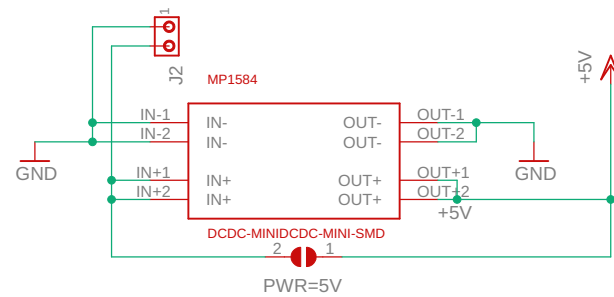 1
J2
+5V
MP1584
IN-1 IN- OUT- OUT-1
IN-2 IN- OUT- OUT-2
GND GND
IN+1 IN+ OUT+ OUT+1
IN+2 IN+ OUT+ OUT+2
+5V
DCDC-MINIDCDC-MINI-SMD
2 1
PWR=5V